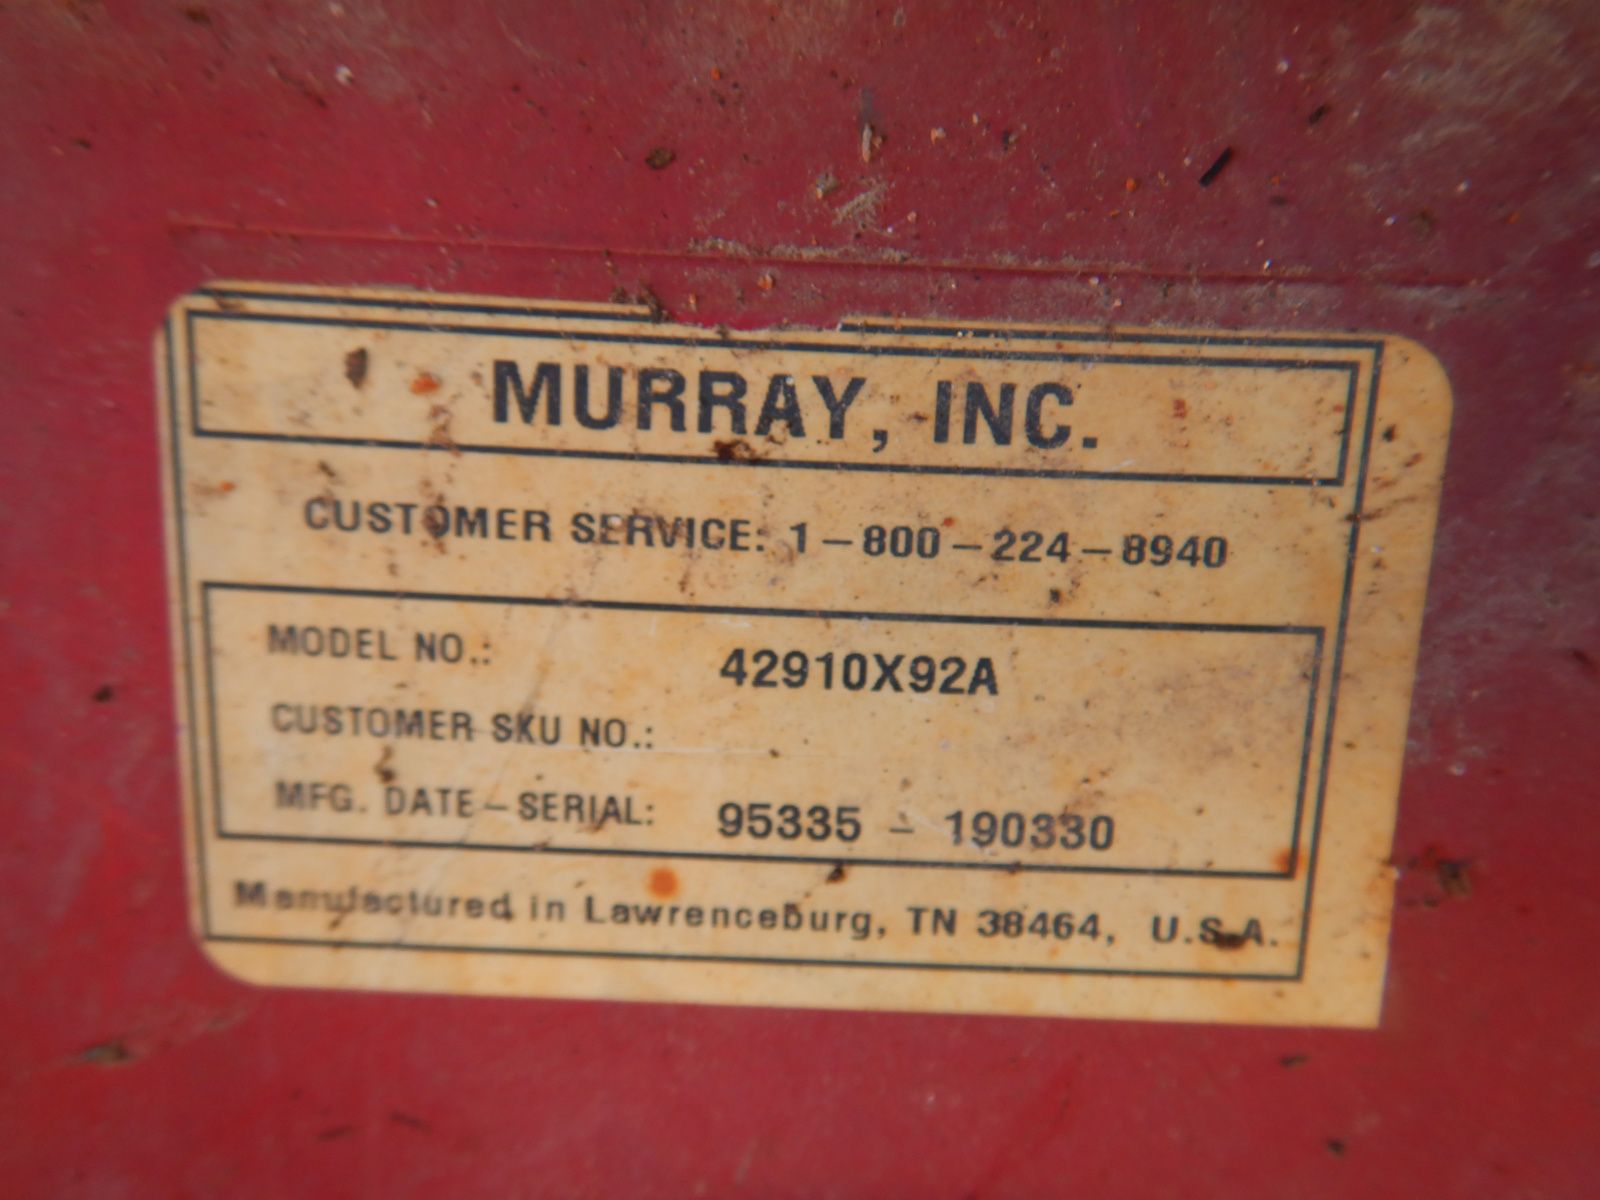 MURRAY, INC.
CUSTOMER SERVICE: 1-800-224-8940
MODEL NO.: 42910X92A
CUSTOMER SKU NO.:
MFG. DATE-SERIAL: 95335 - 190330
Manufactured in Lawrenceburg, TN 38464, U.S.A.